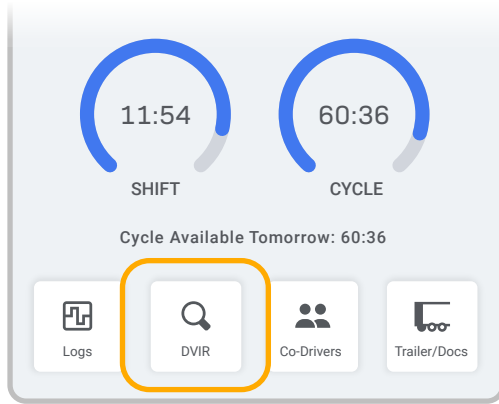 11:54
60:36
SHIFT
CYCLE
Cycle Available Tomorrow: 60:36
Logs
DVIR
Co-Drivers
Trailer/Docs